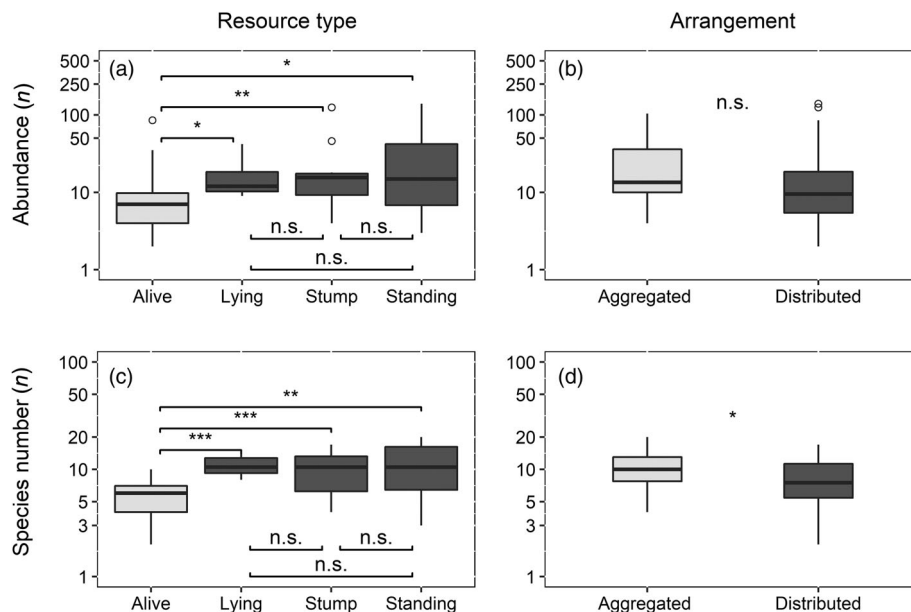 Resource type
Arrangement
Abundance (n)
(a)
500
250
100
50
10
1
*
**
*
n.s.
n.s.
n.s.
Alive Lying Stump Standing
(b)
500
250
100
50
10
1
n.s.
Aggregated Distributed
Species number (n)
(c)
100
50
20
10
5
3
1
**
***
***
n.s.
n.s.
n.s.
Alive Lying Stump Standing
(d)
100
50
20
10
5
3
1
*
Aggregated Distributed